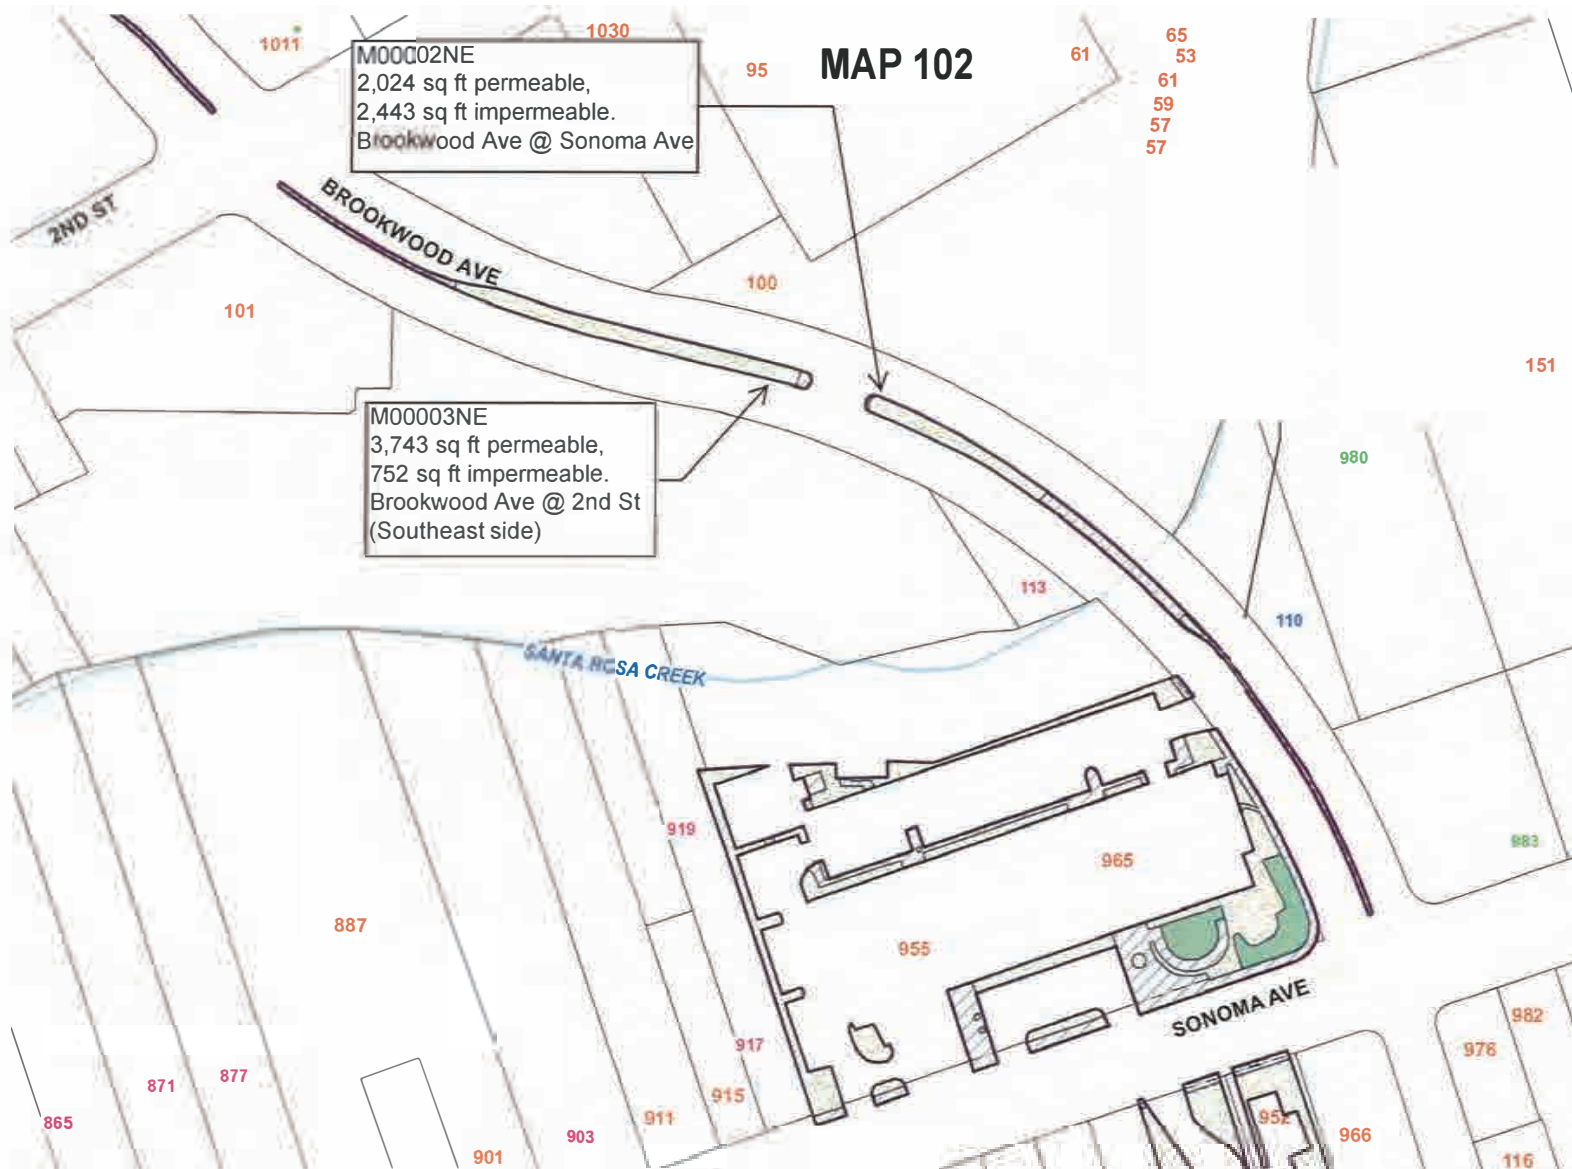 1011
1030
95
MAP 102
61
65
53
61
59
57
57
M00002NE
2,024 sq ft permeable,
2,443 sq ft impermeable.
Brookwood Ave @ Sonoma Ave
2ND ST
BROOKWOOD AVE
100
101
151
M00003NE
3,743 sq ft permeable,
752 sq ft impermeable.
Brookwood Ave @ 2nd St
(Southeast side)
980
113
110
SANTA ROSA CREEK
919
965
983
887
955
SONOMA AVE
982
976
917
915
911
877
871
865
903
901
952
966
116